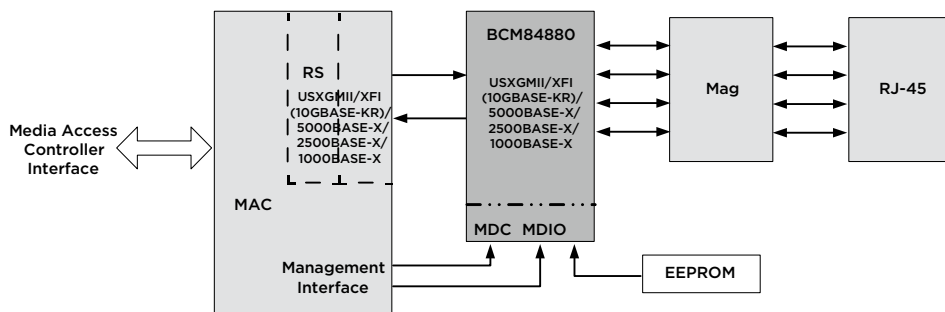 Media Access
Controller
Interface
RS
USXGMII/XFI
(10GBASE-KR)/
5000BASE-X/
2500BASE-X/
1000BASE-X
MAC
Management
Interface
BCM84880
USXGMII/XFI
(10GBASE-KR)/
5000BASE-X/
2500BASE-X/
1000BASE-X
MDC MDIO
Mag
RJ-45
EEPROM